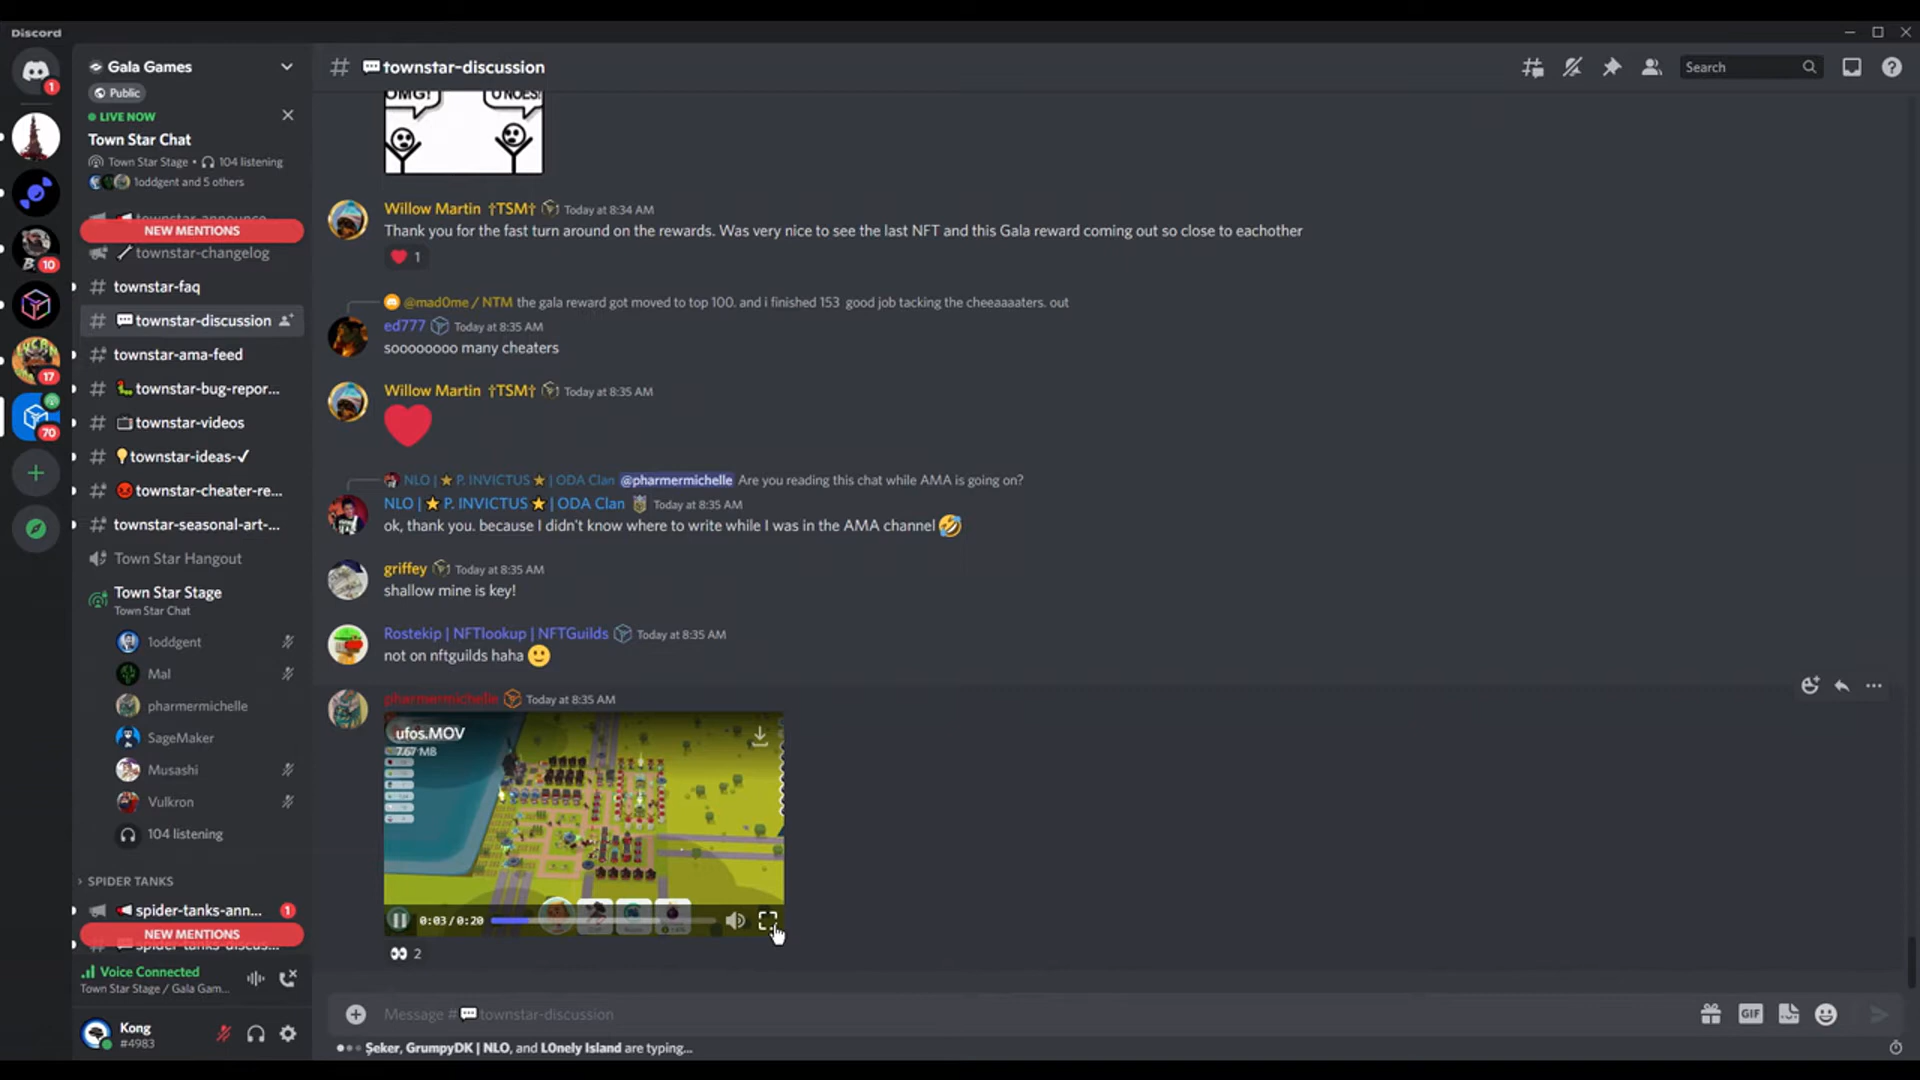 Discord
Gala Games
Public
LIVE NOW
Town Star Chat
Town Star Stage • 104 listening
1oddgent and 5 others
townstar-announce
NEW MENTIONS
townstar-changelog
townstar-faq
townstar-discussion
townstar-ama-feed
townstar-bug-repor...
townstar-videos
townstar-ideas-✓
townstar-cheater-re...
townstar-seasonal-art-...
Town Star Hangout
Town Star Stage
Town Star Chat
1oddgent
Mal
pharmermichelle
SageMaker
Musashi
Vulkron
104 listening
SPIDER TANKS
spider-tanks-ann... 1
NEW MENTIONS
spider-tanks-discus...
Voice Connected
Town Star Stage / Gala Gam...
Kong
#4983
1
10
17
70
# 💬townstar-discussion
Search
OMG! U NOES!
Willow Martin †TSM† Today at 8:34 AM
Thank you for the fast turn around on the rewards. Was very nice to see the last NFT and this Gala reward coming out so close to eachother
❤ 1
@mad0me / NTM the gala reward got moved to top 100. and i finished 153 good job tacking the cheeaaaaters. out
ed777 Today at 8:35 AM
soooooooo many cheaters
Willow Martin †TSM† Today at 8:35 AM
NLO | ★ P. INVICTUS ★ | ODA Clan @pharmermichelle Are you reading this chat while AMA is going on?
NLO | ★ P. INVICTUS ★ | ODA Clan Today at 8:35 AM
ok, thank you. because I didn't know where to write while I was in the AMA channel 🤣
griffey Today at 8:35 AM
shallow mine is key!
Rostekip | NFTlookup | NFTGuilds Today at 8:35 AM
not on nftguilds haha 🙂
pharmermichelle Today at 8:35 AM
ufos.MOV
7.67 MB
0:03/0:20
👀 2
Message #💬townstar-discussion
GIF
Şeker, GrumpyDK | NLO, and L0nely Island are typing...